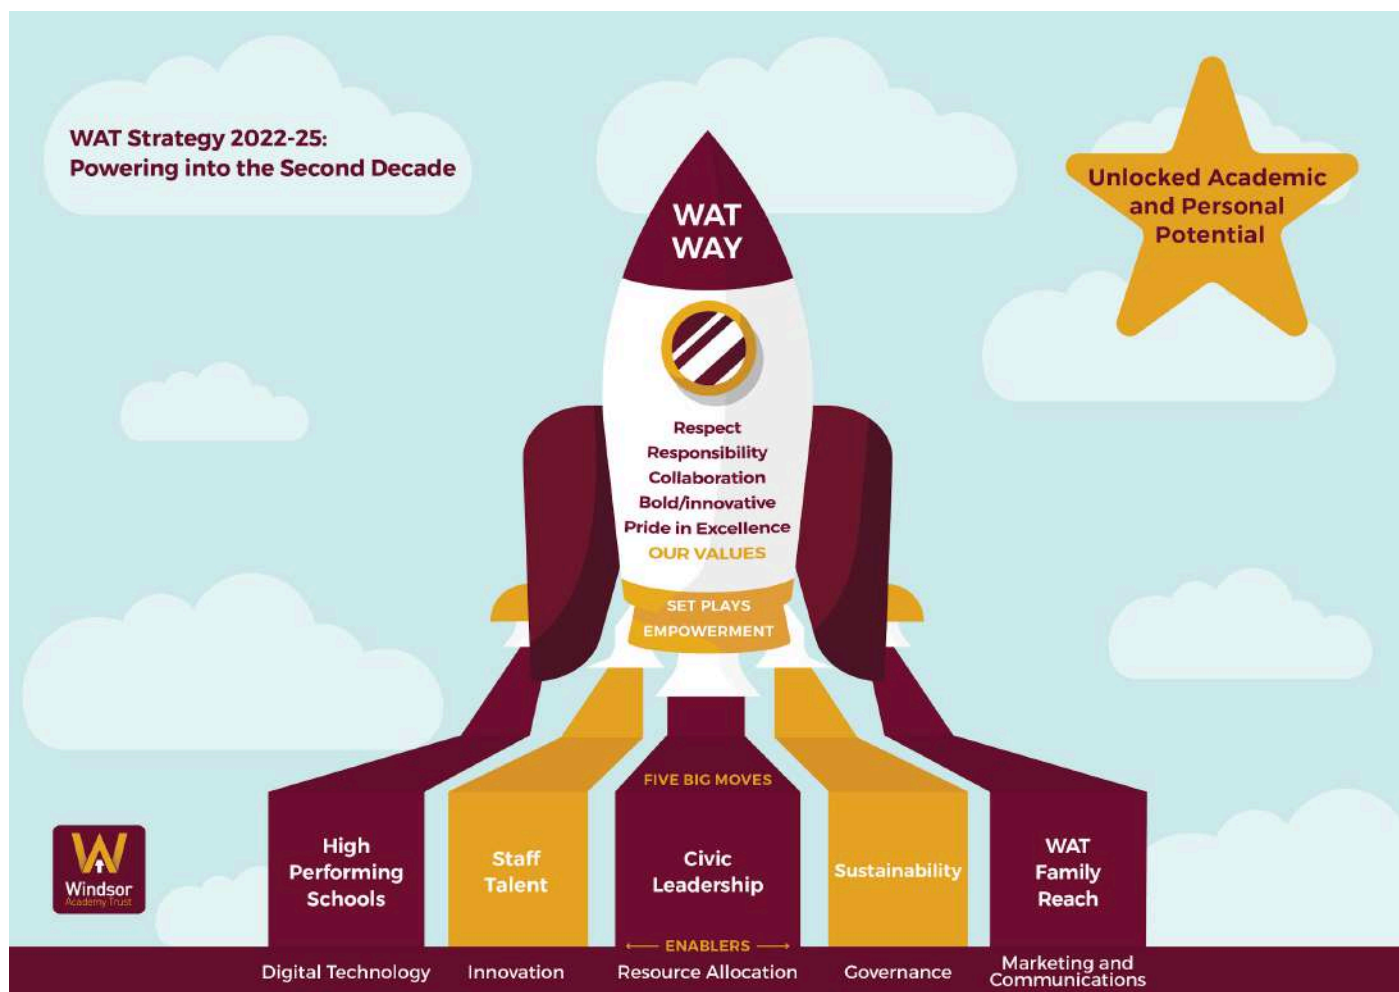 WAT Strategy 2022-25:
Powering into the Second Decade
Unlocked Academic
and Personal
Potential
WAT
WAY
Respect
Responsibility
Collaboration
Bold/innovative
Pride in Excellence
OUR VALUES
SET PLAYS
EMPOWERMENT
FIVE BIG MOVES
High
Performing
Schools
Staff
Talent
Civic
Leadership
Sustainability
WAT
Family
Reach
Windsor
Academy Trust
ENABLERS
Digital Technology
Innovation
Resource Allocation
Governance
Marketing and
Communications